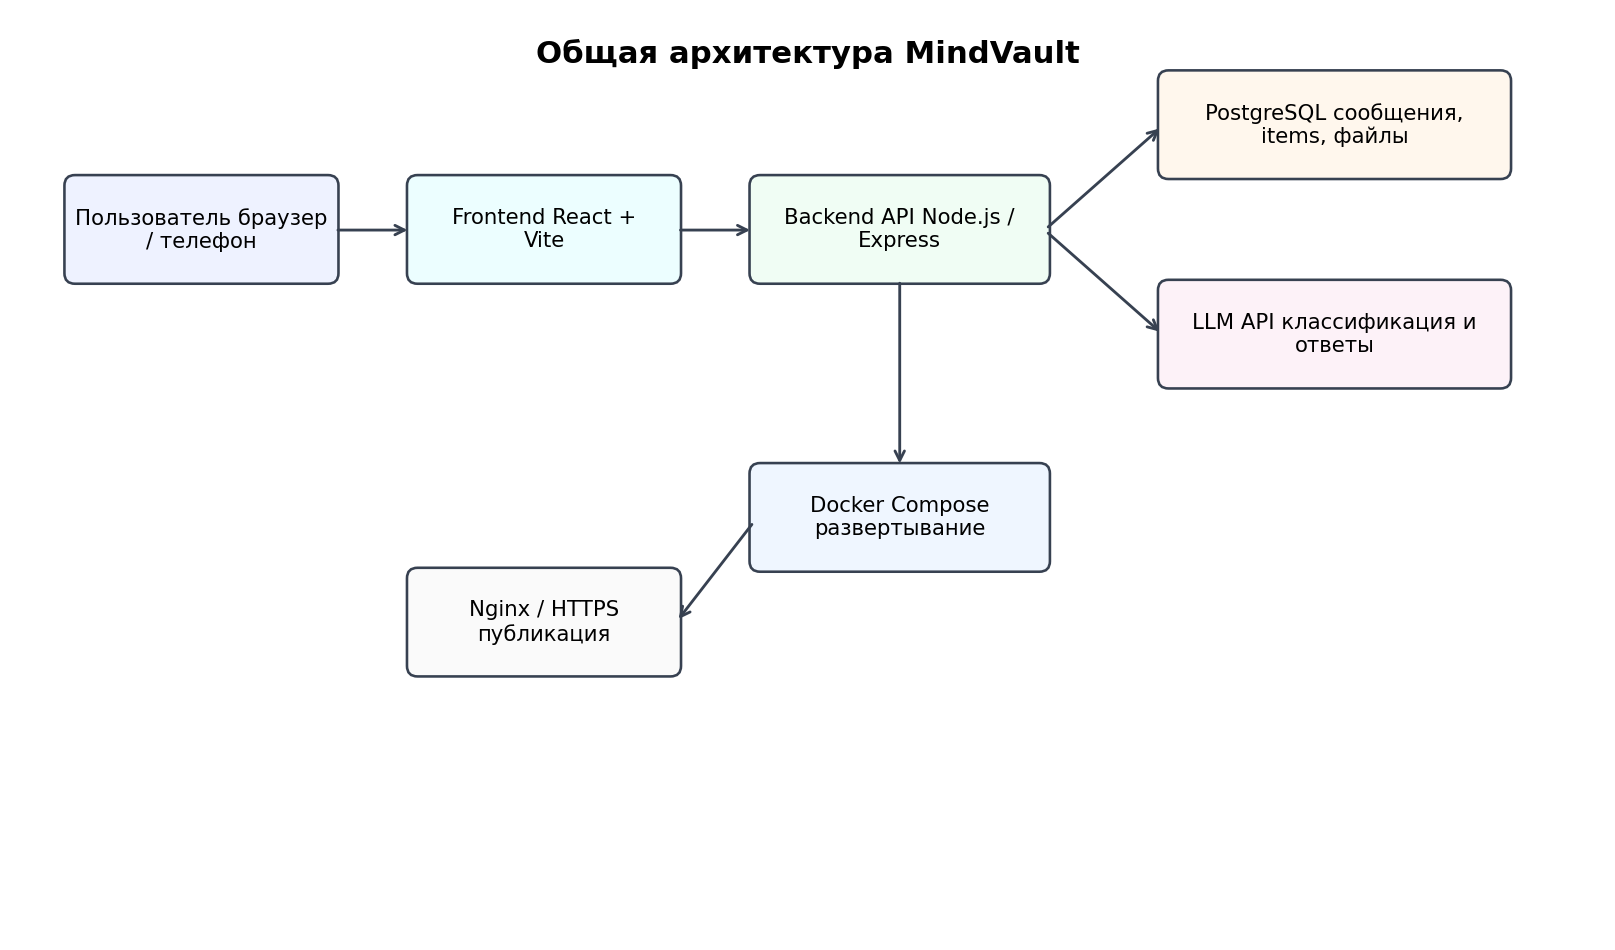 Общая архитектура MindVault
PostgreSQL сообщения,
items, файлы
Пользователь браузер
/ телефон
Frontend React +
Vite
Backend API Node.js /
Express
LLM API классификация и
ответы
Docker Compose
развертывание
Nginx / HTTPS
публикация